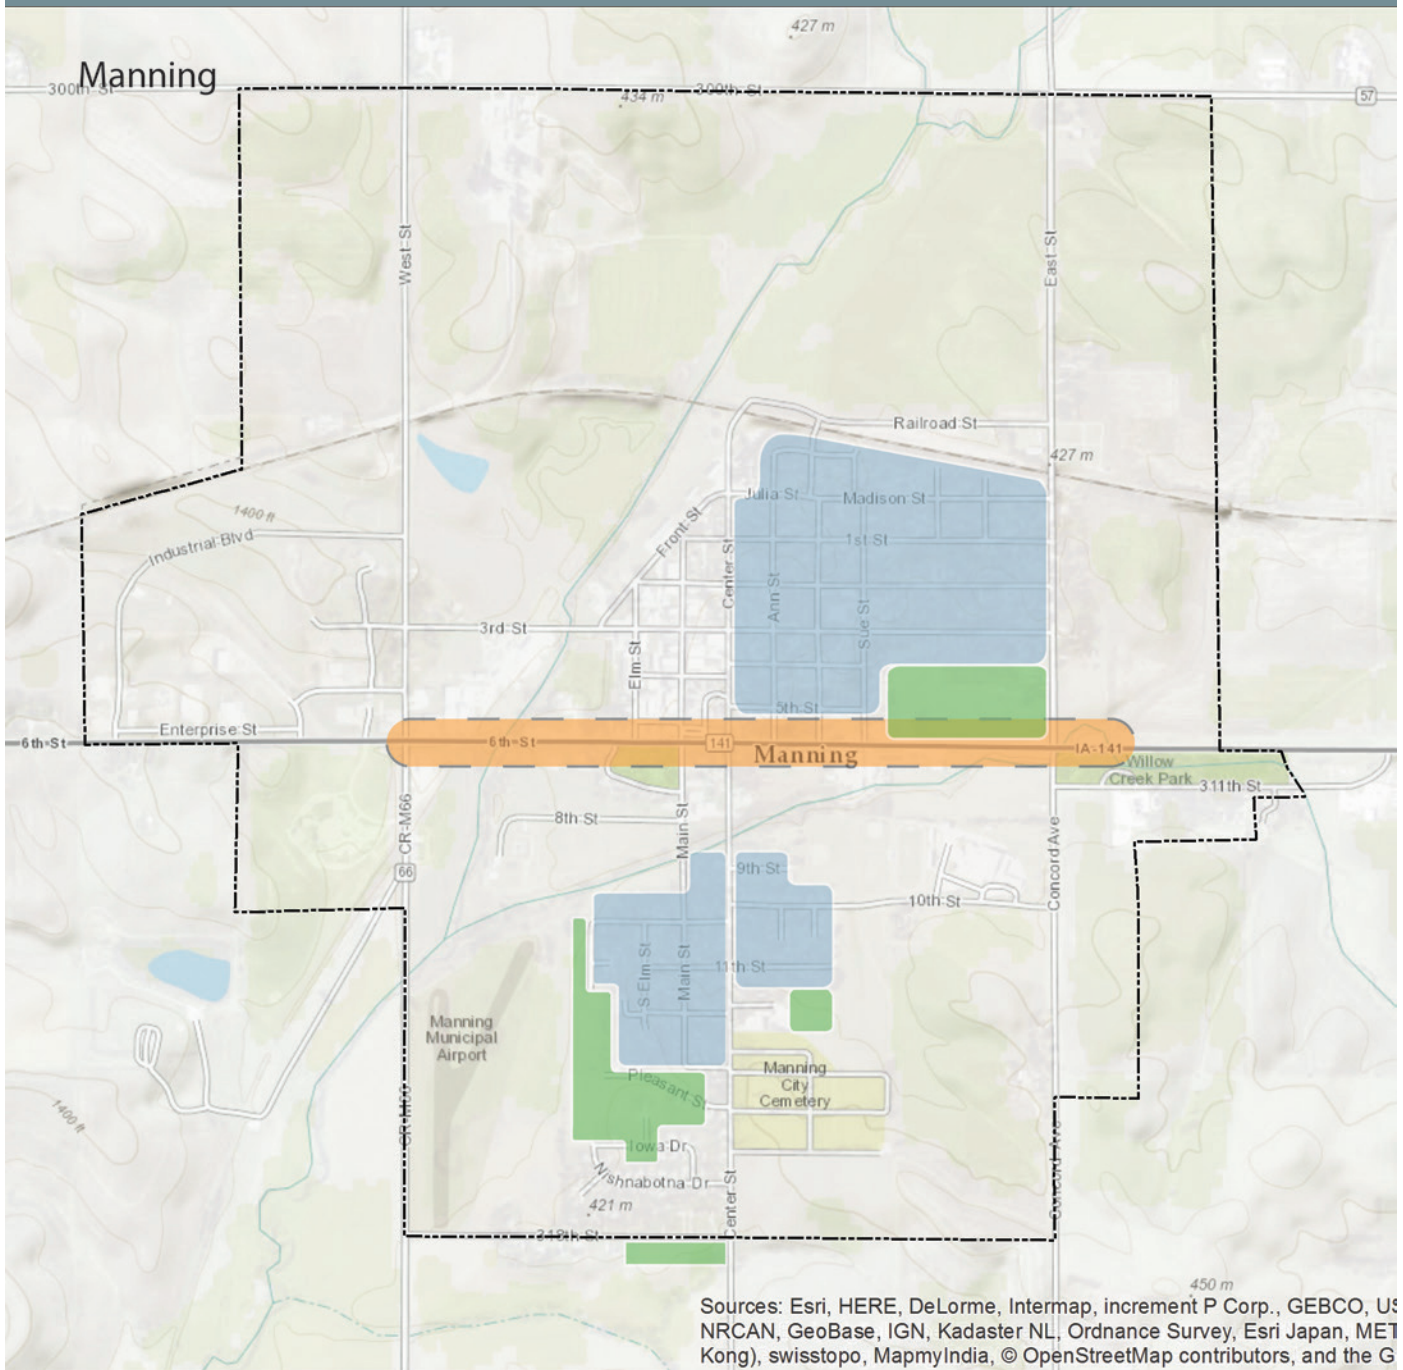 427 m
Manning
300th St
434 m
300th St
57
West St
East St
Railroad St
427 m
Julia St
Madison St
1400 ft
Industrial Blvd
Front St
1st St
Center St
Ann St
Sue St
3rd St
Elm St
5th St
Enterprise St
6th St
6th St
141
Manning
IA-141
Willow
Creek Park
311th St
8th St
Main St
CR-M66
66
Concord Ave
9th St
10th St
S Elm St
Main St
11th St
Manning
Municipal
Airport
Manning
City
Cemetery
Pleasant St
1400 ft
CR-M66
Iowa Dr
Nishnabotna Dr
Center St
Concord Ave
421 m
450 m
Sources: Esri, HERE, DeLorme, Intermap, increment P Corp., GEBCO, US
NRCAN, GeoBase, IGN, Kadaster NL, Ordnance Survey, Esri Japan, MET
Kong), swisstopo, MapmyIndia, © OpenStreetMap contributors, and the G